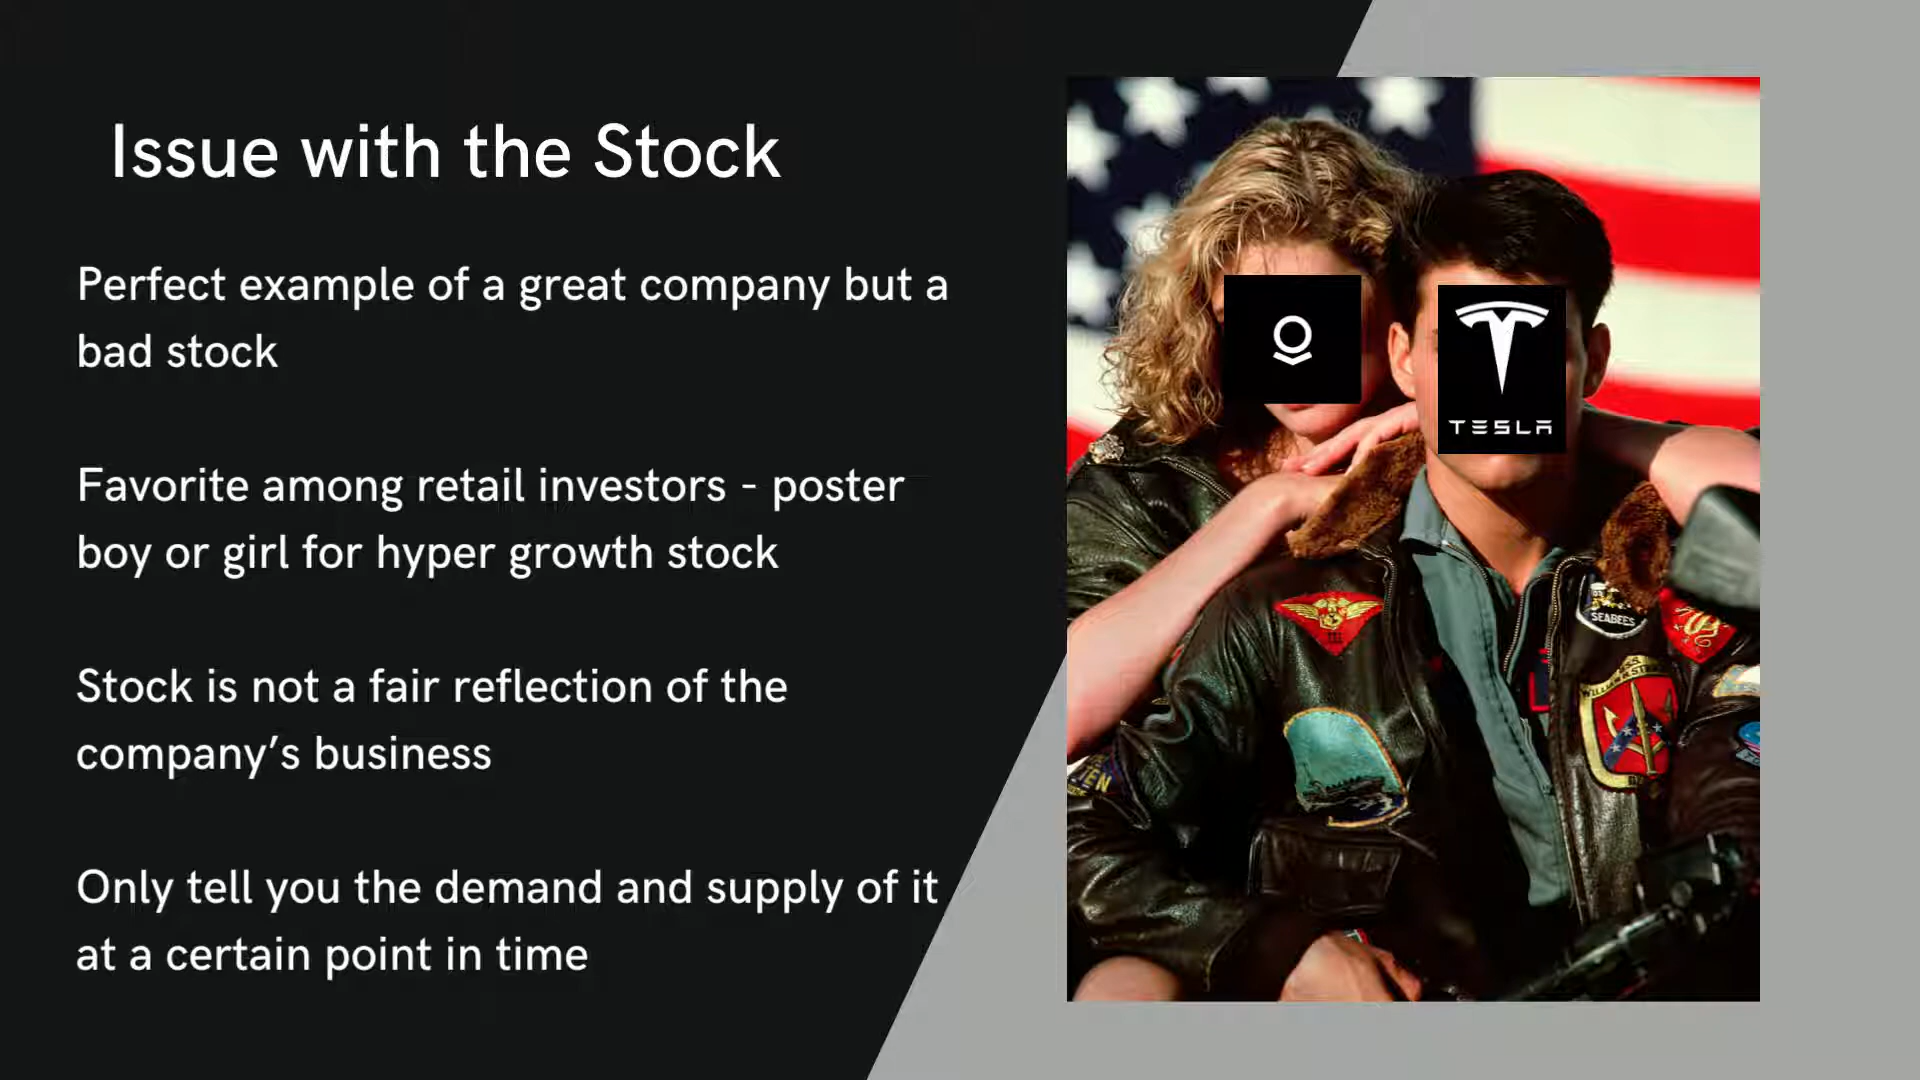 Issue with the Stock
Perfect example of a great company but a
bad stock
Favorite among retail investors - poster
boy or girl for hyper growth stock
Stock is not a fair reflection of the
company’s business
Only tell you the demand and supply of it
at a certain point in time
TESLA
SEABEES